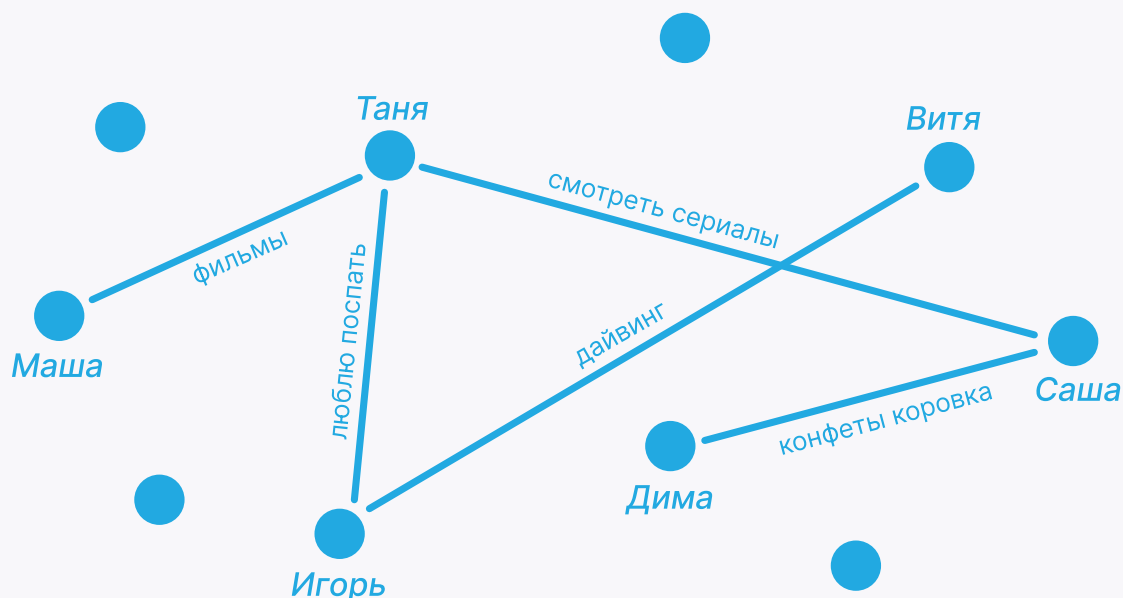 Таня
Витя
смотреть сериалы
фильмы
люблю поспать
дайвинг
Маша
Саша
конфеты коровка
Дима
Игорь